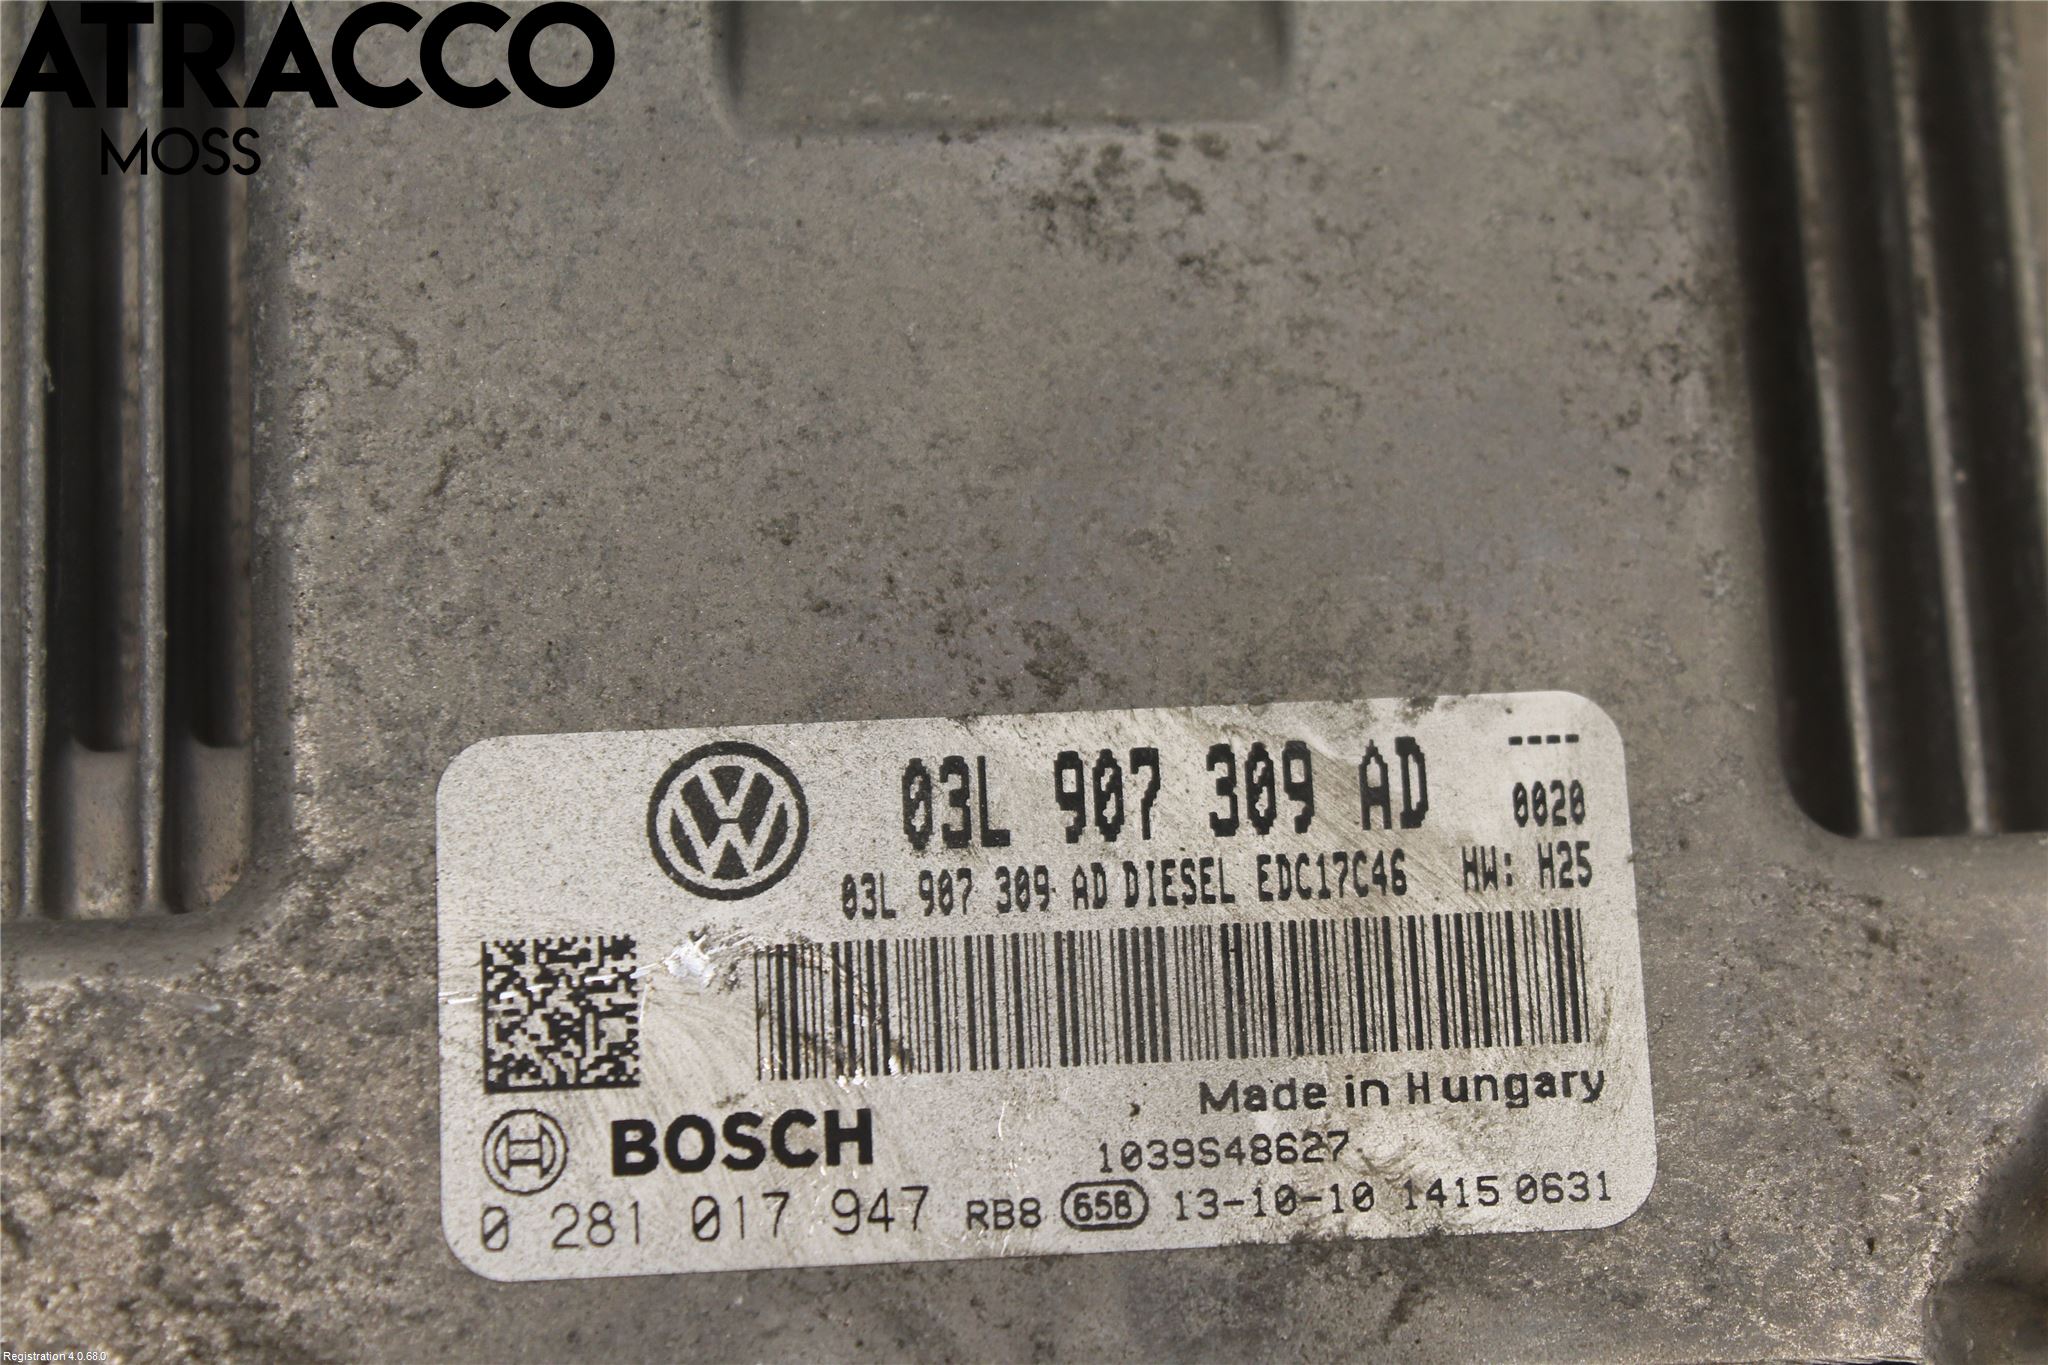 ATRACCO
MOSS
03L 907 309 AD ----
0020
03L 907 309 AD DIESEL EDC17C46 HW: H25
Made in Hungary
BOSCH
1039S48627
0 281 017 947 RB8 658 13-10-10 1415 0631
Registration 4.0.68.0